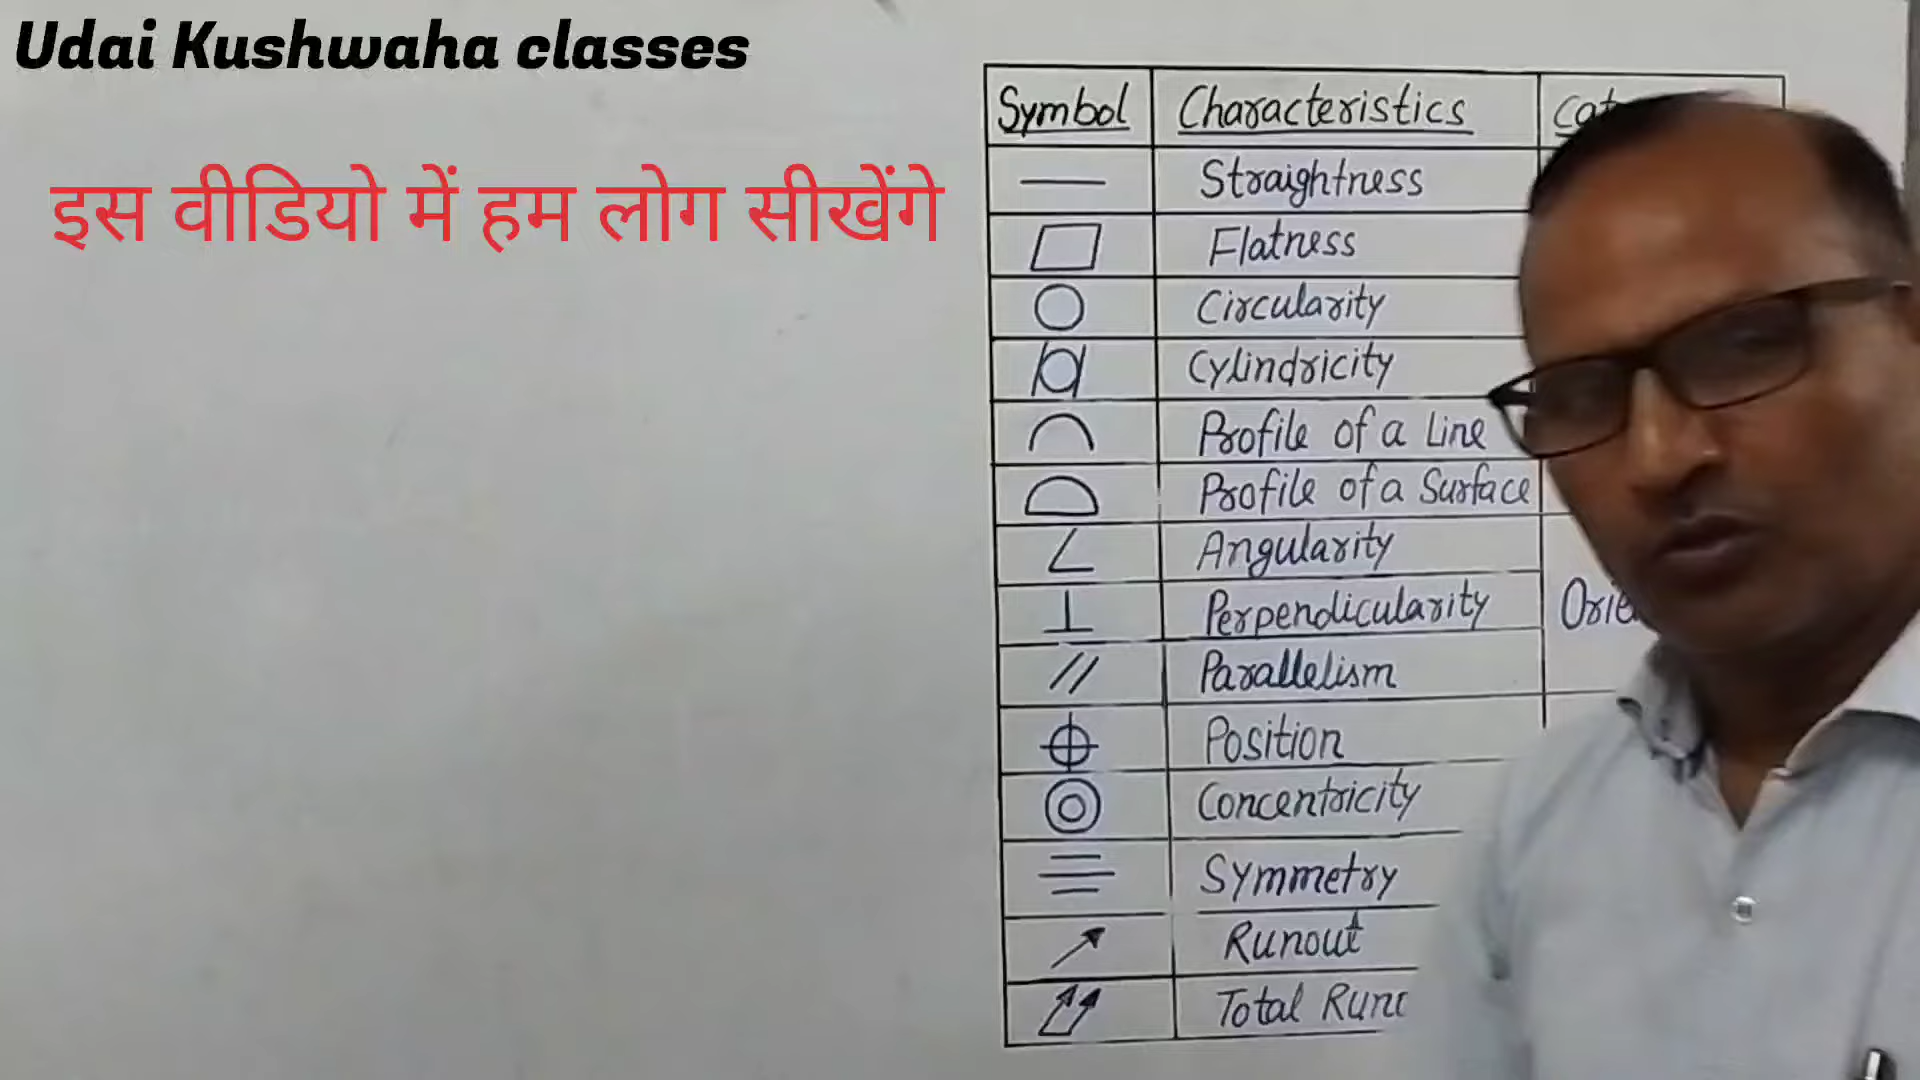 Udai Kushwaha classes
इस वीडियो में हम लोग सीखेंगे
Symbol Characteristics
Straightness
Flatness
Circularity
Cylindricity
Profile of a Line
Profile of a Surface
Angularity
Perpendicularity
Parallelism
Position
Concentricity
Symmetry
Runout
Total